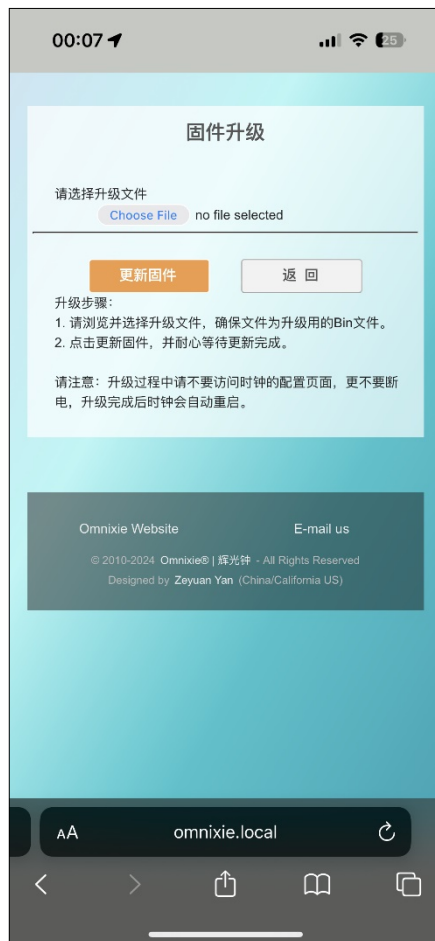 00:07
25
固件升级
请选择升级文件
Choose File no file selected
更新固件 返 回
升级步骤：
1. 请浏览并选择升级文件，确保文件为升级用的Bin文件。
2. 点击更新固件，并耐心等待更新完成。
请注意：升级过程中请不要访问时钟的配置页面，更不要断
电，升级完成后时钟会自动重启。
Omnixie Website E-mail us
© 2010-2024 Omnixie® | 辉光钟 - All Rights Reserved
Designed by Zeyuan Yan (China/California US)
AA omnixie.local